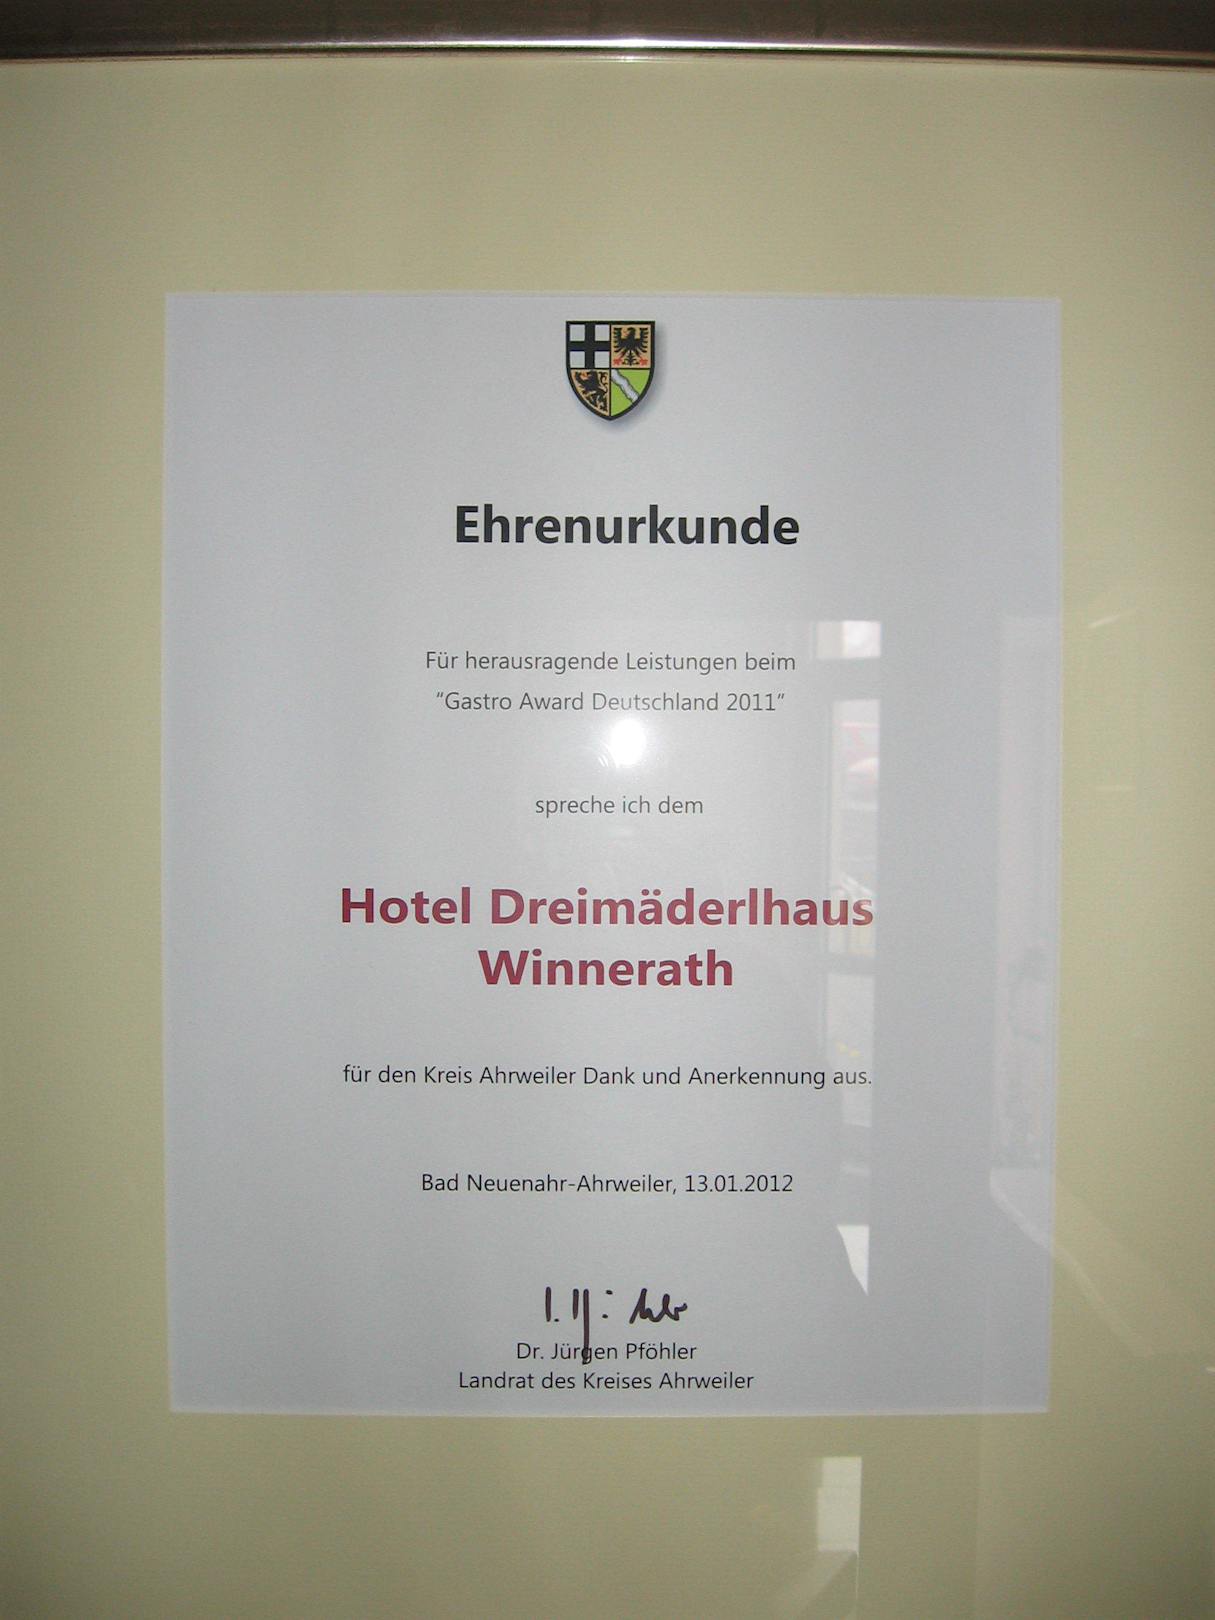 Ehrenurkunde
Für herausragende Leistungen beim
"Gastro Award Deutschland 2011"
spreche ich dem
Hotel Dreimäderlhaus
Winnerath
für den Kreis Ahrweiler Dank und Anerkennung aus.
Bad Neuenahr-Ahrweiler, 13.01.2012
Dr. Jürgen Pföhler
Landrat des Kreises Ahrweiler